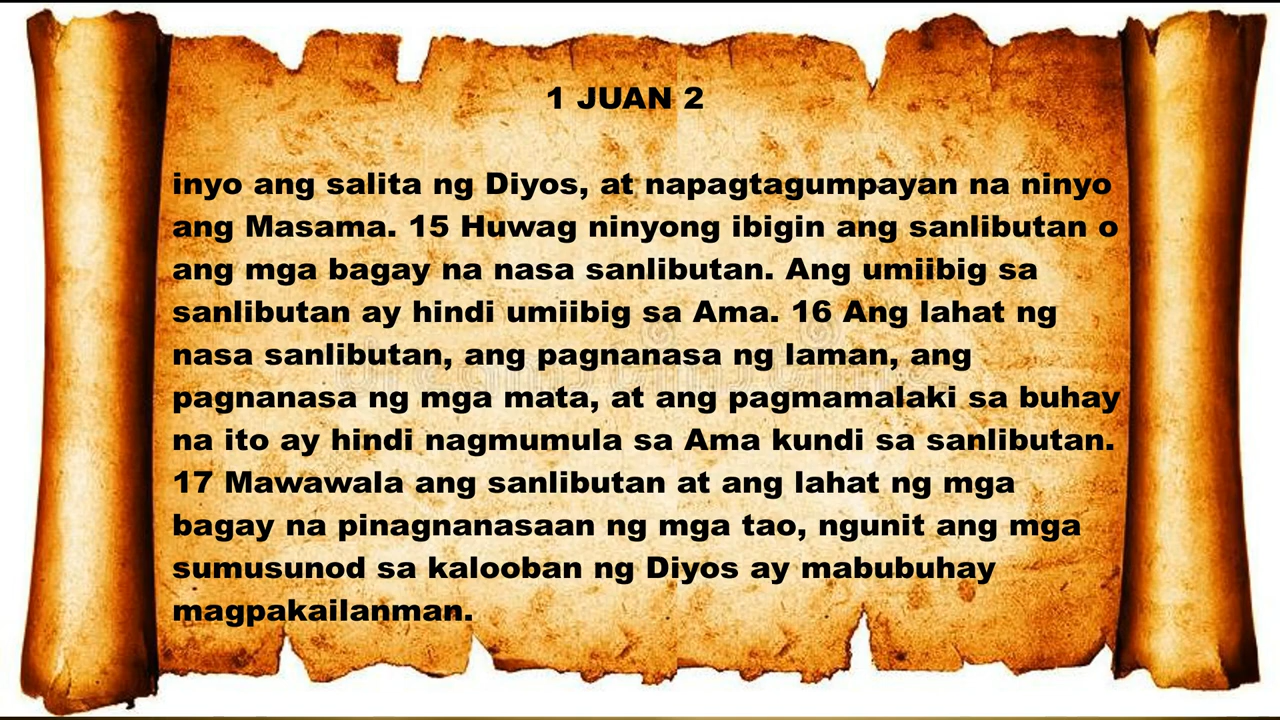 1 JUAN 2
inyo ang salita ng Diyos, at napagtagumpayan na ninyo
ang Masama. 15 Huwag ninyong ibigin ang sanlibutan o
ang mga bagay na nasa sanlibutan. Ang umiibig sa
sanlibutan ay hindi umiibig sa Ama. 16 Ang lahat ng
nasa sanlibutan, ang pagnanasa ng laman, ang
pagnanasa ng mga mata, at ang pagmamalaki sa buhay
na ito ay hindi nagmumula sa Ama kundi sa sanlibutan.
17 Mawawala ang sanlibutan at ang lahat ng mga
bagay na pinagnanasaan ng mga tao, ngunit ang mga
sumusunod sa kalooban ng Diyos ay mabubuhay
magpakailanman.